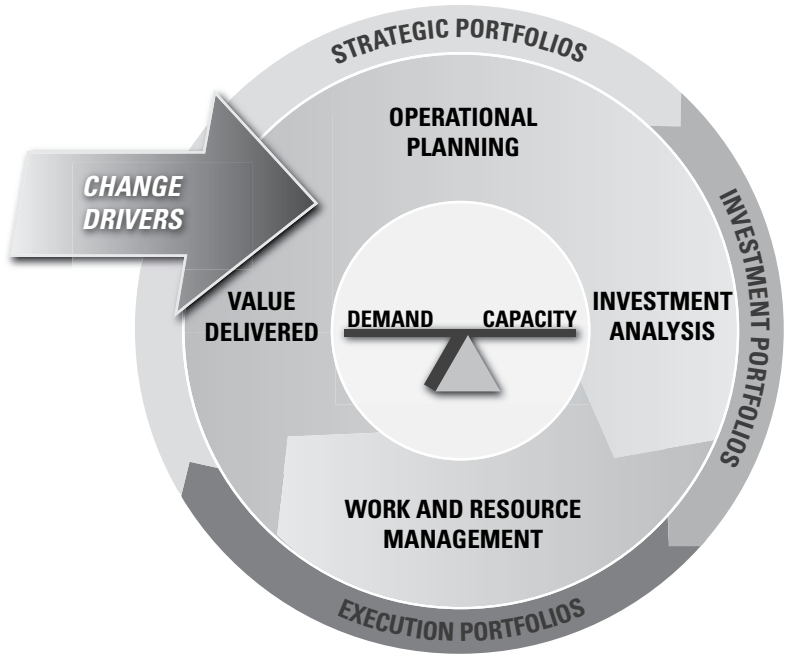 STRATEGIC PORTFOLIOS
OPERATIONAL
PLANNING
CHANGE
DRIVERS
INVESTMENT PORTFOLIOS
VALUE
DELIVERED
DEMAND
CAPACITY
INVESTMENT
ANALYSIS
WORK AND RESOURCE
MANAGEMENT
EXECUTION PORTFOLIOS